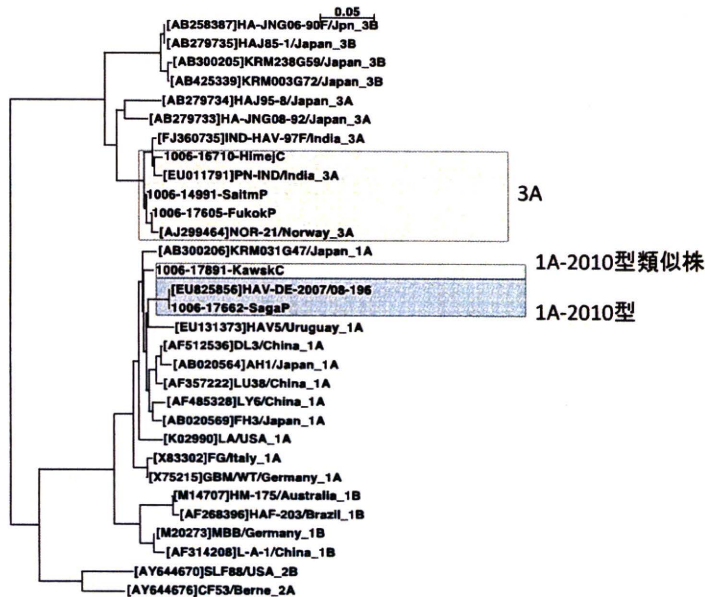 0.05
[AB258387]HA-JNG06-90F/Jpn_3B
[AB279735]HAJ85-1/Japan_3B
[AB300205]KRM238G59/Japan_3B
[AB425339]KRM003G72/Japan_3B
[AB279734]HAJ95-8/Japan_3A
[AB279733]HA-JNG08-92/Japan_3A
[FJ360735]IND-HAV-97F/India_3A
1006-16710-HimejC
[EU011791]PN-IND/India_3A
1006-14991-SaitmP
1006-17605-FukokP
[AJ299464]NOR-21/Norway_3A
3A
[AB300206]KRM031G47/Japan_1A
1006-17891-KawskC
1A-2010型類似株
[EU825856]HAV-DE-2007/08-196
1006-17662-SagaP
1A-2010型
[EU131373]HAV5/Uruguay_1A
[AF512536]DL3/China_1A
[AB020564]AH1/Japan_1A
[AF357222]LU38/China_1A
[AF485328]LY6/China_1A
[AB020569]FH3/Japan_1A
[K02990]LA/USA_1A
[X83302]FG/Italy_1A
[X75215]GBM/WT/Germany_1A
[M14707]HM-175/Australia_1B
[AF268396]HAF-203/Brazil_1B
[M20273]MBB/Germany_1B
[AF314208]L-A-1/China_1B
[AY644670]SLF88/USA_2B
[AY644676]CF53/Berne_2A